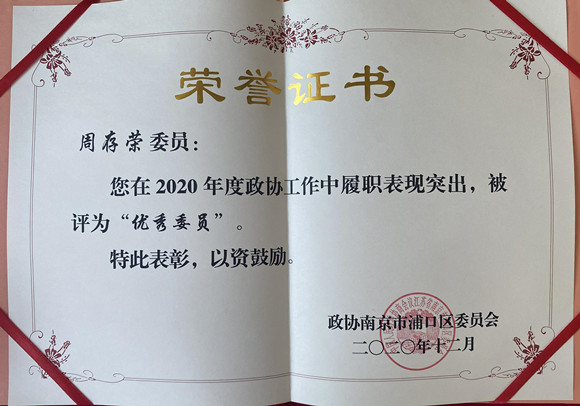 荣誉证书
周存荣委员：
您在2020年度政协工作中履职表现突出，被
评为“优秀委员”。
特此表彰，以资鼓励。
政协南京市浦口区委员会
二〇二〇年十二月